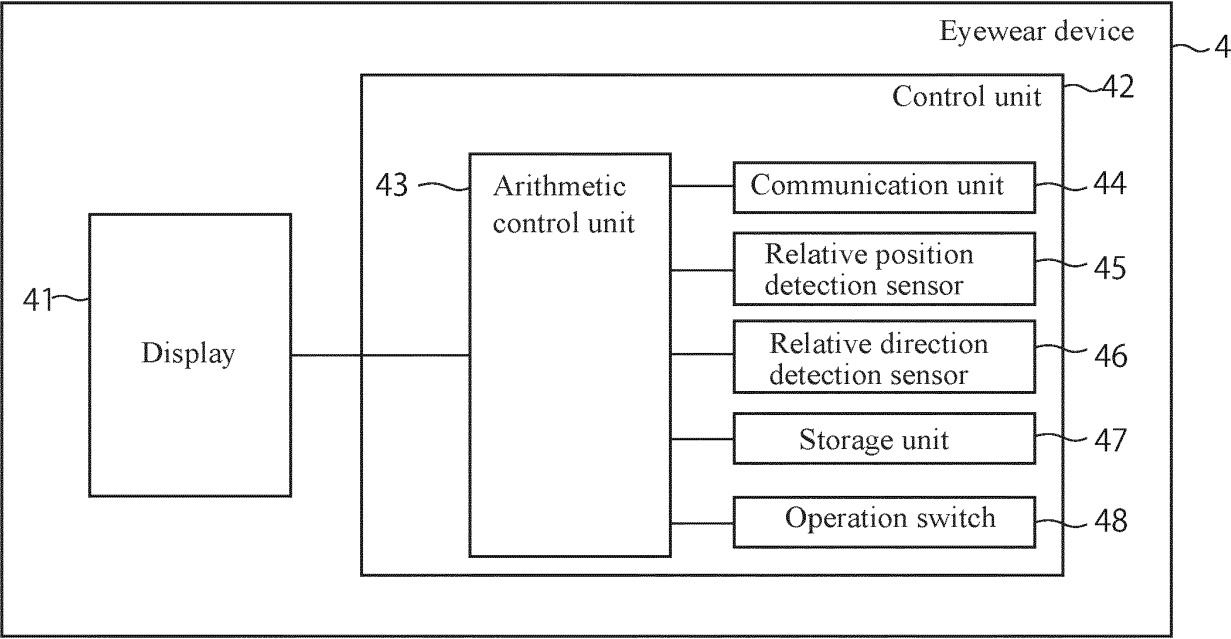 Eyewear device
4
Control unit
42
43
Arithmetic
control unit
Communication unit
44
Relative position
detection sensor
45
41
Display
Relative direction
detection sensor
46
Storage unit
47
Operation switch
48